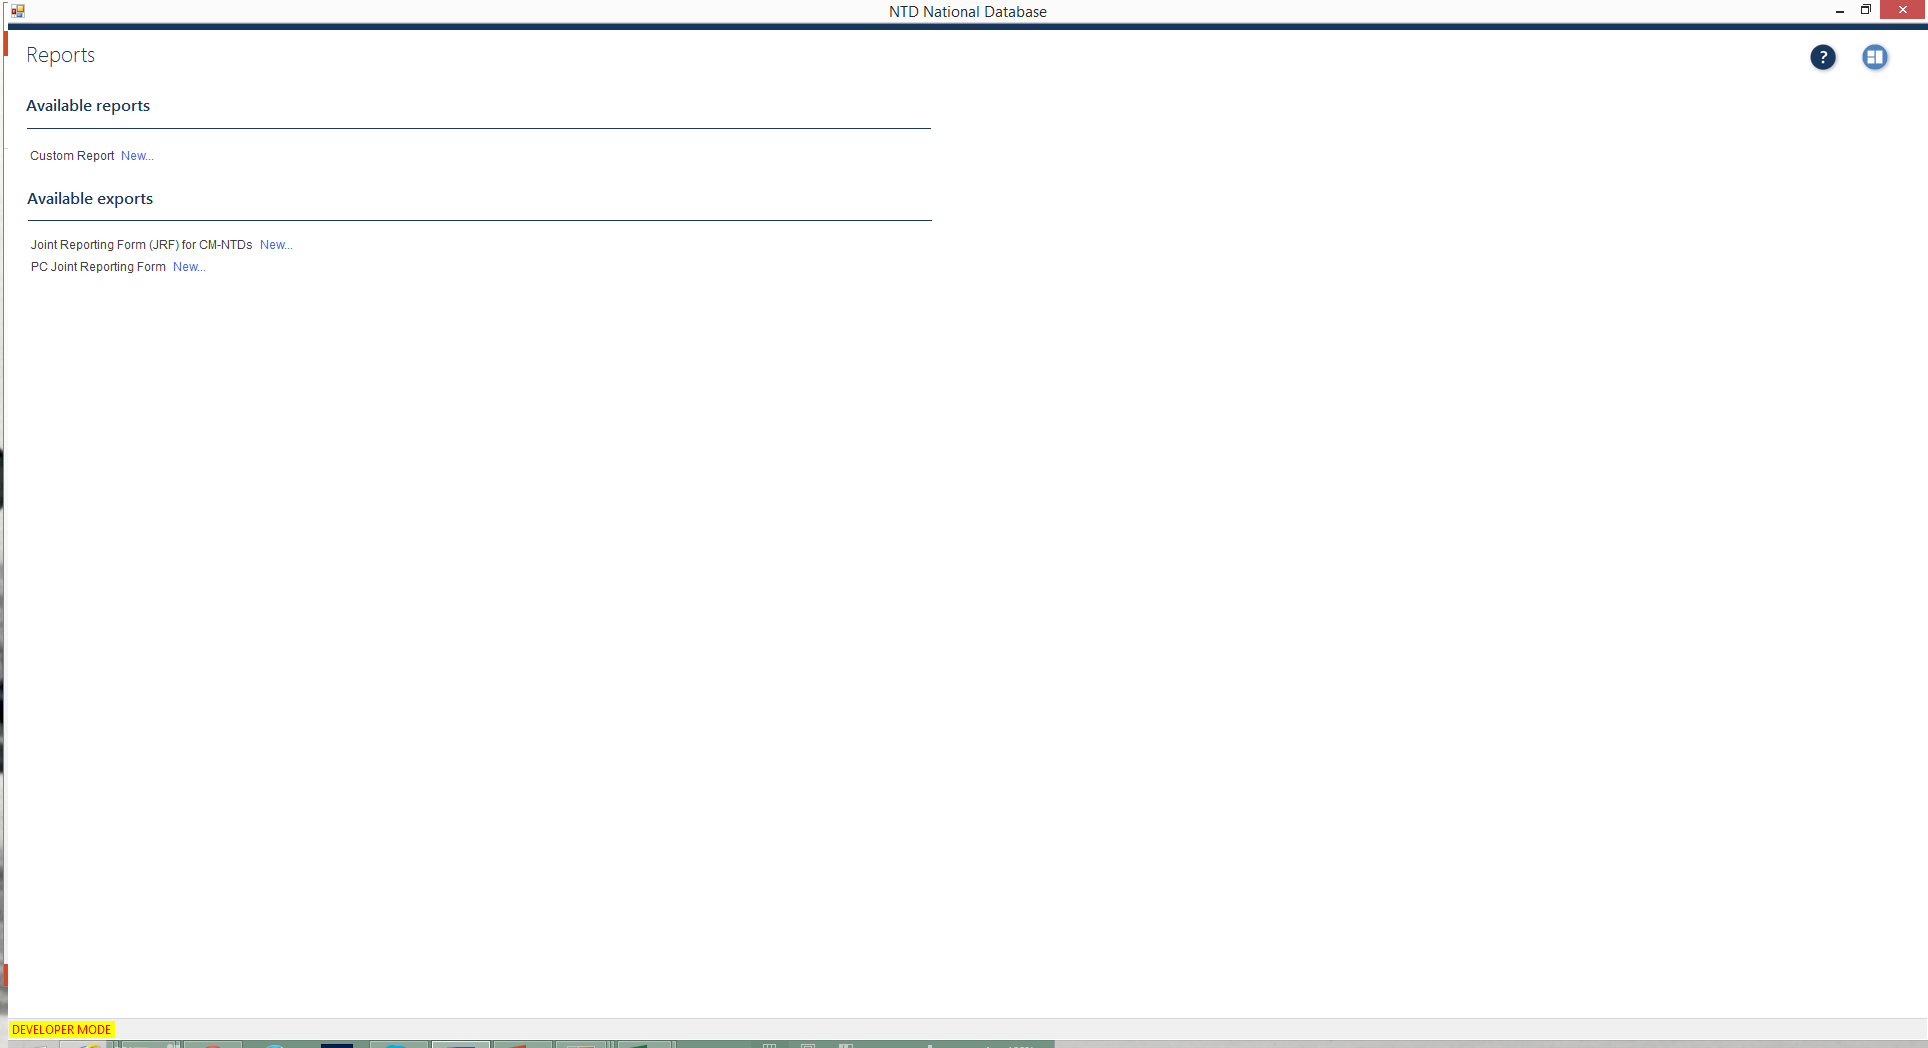 NTD National Database
Reports
?
Available reports
Custom Report New...
Available exports
Joint Reporting Form (JRF) for CM-NTDs New...
PC Joint Reporting Form New...
DEVELOPER MODE